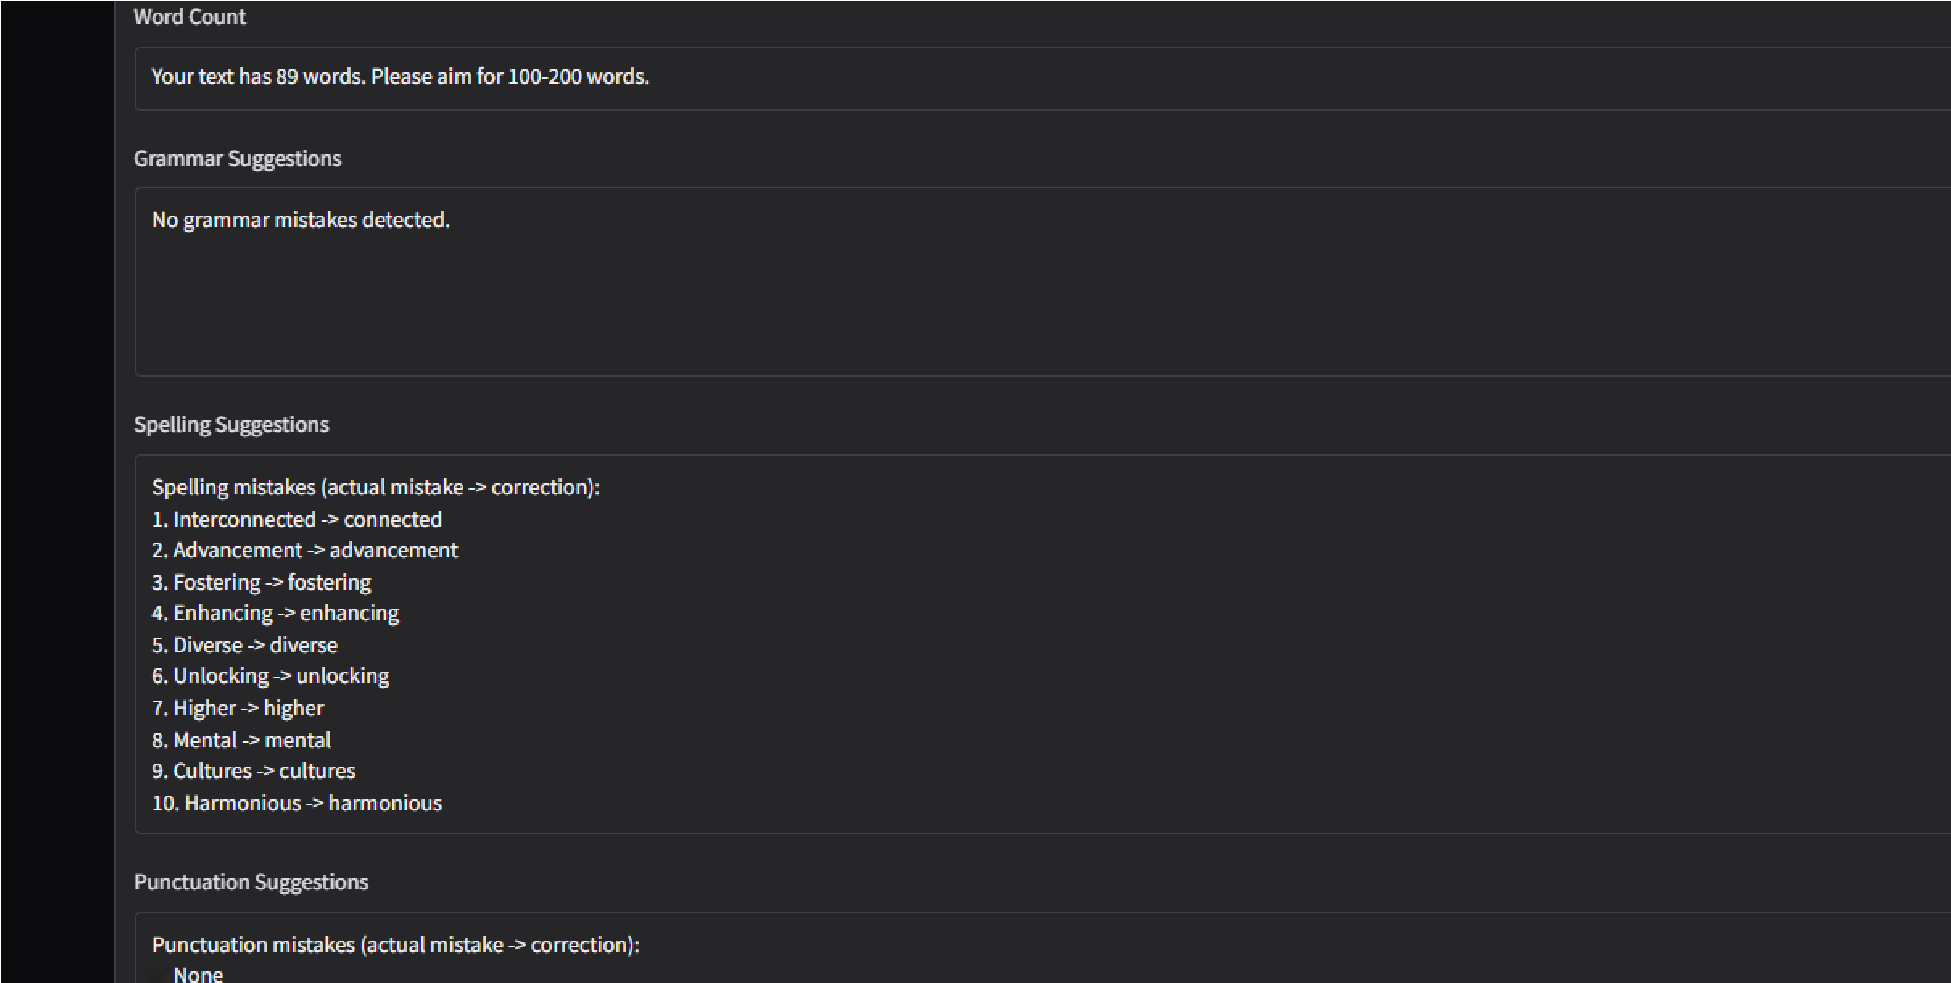 Word Count
Your text has 89 words. Please aim for 100-200 words.
Grammar Suggestions
No grammar mistakes detected.
Spelling Suggestions
Spelling mistakes (actual mistake -> correction):
1. Interconnected -> connected
2. Advancement -> advancement
3. Fostering -> fostering
4. Enhancing -> enhancing
5. Diverse -> diverse
6. Unlocking -> unlocking
7. Higher -> higher
8. Mental -> mental
9. Cultures -> cultures
10. Harmonious -> harmonious
Punctuation Suggestions
Punctuation mistakes (actual mistake -> correction):
None